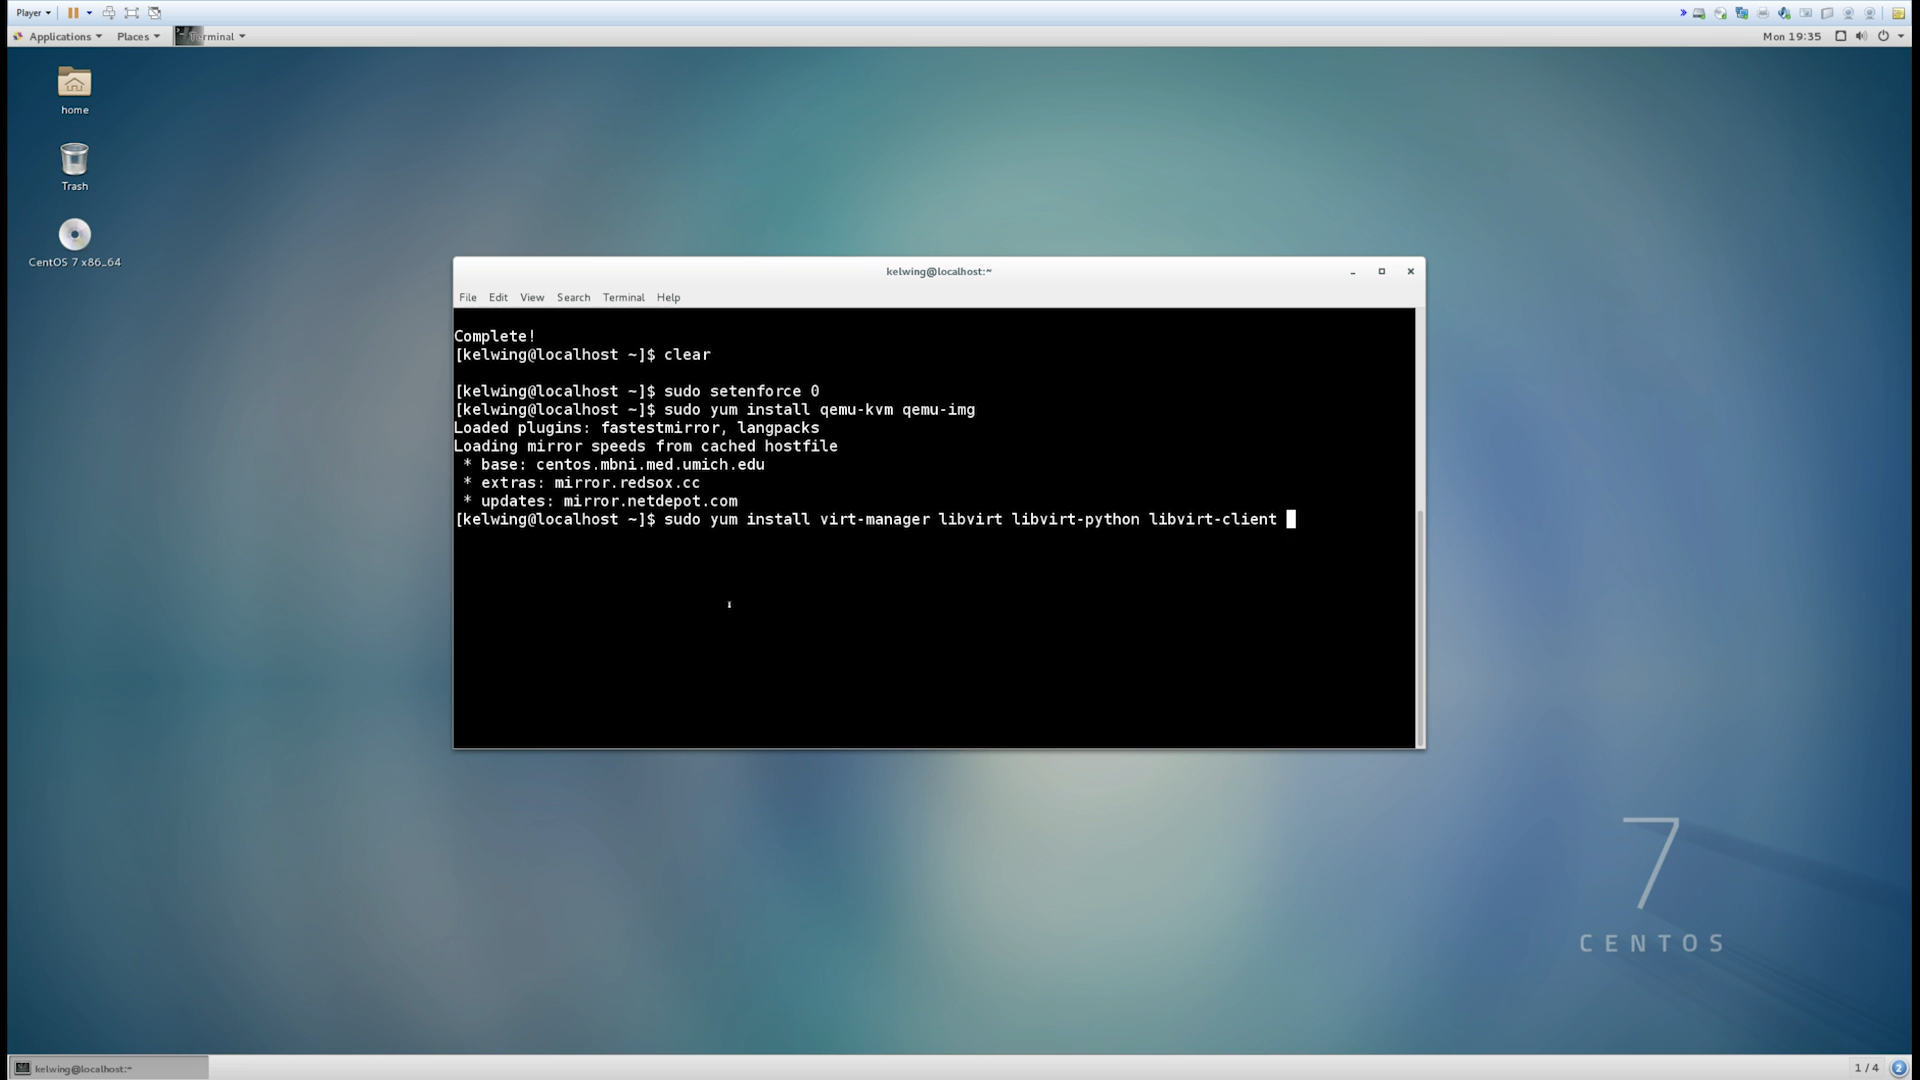 Player
Applications Places Terminal
Mon 19:35
home
Trash
CentOS 7 x86_64
kelwing@localhost:~
File Edit View Search Terminal Help
Complete!
[kelwing@localhost ~]$ clear
[kelwing@localhost ~]$ sudo setenforce 0
[kelwing@localhost ~]$ sudo yum install qemu-kvm qemu-img
Loaded plugins: fastestmirror, langpacks
Loading mirror speeds from cached hostfile
* base: centos.mbni.med.umich.edu
* extras: mirror.redsox.cc
* updates: mirror.netdepot.com
[kelwing@localhost ~]$ sudo yum install virt-manager libvirt libvirt-python libvirt-client
7
CENTOS
kelwing@localhost:~
1 / 4
2